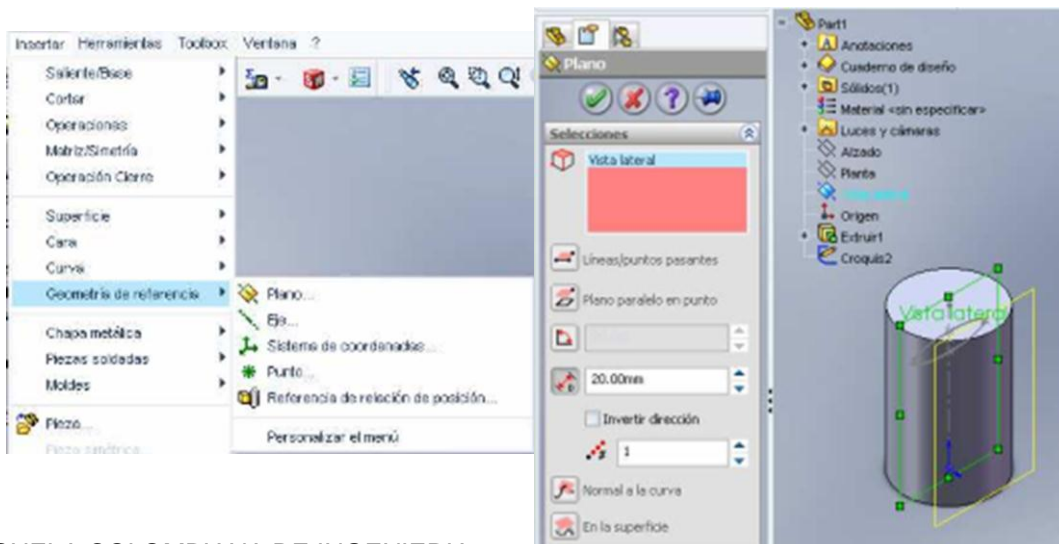 Insertar Herramientas Toolbox Ventana ?
Saliente/Base
Cortar
Operaciones
Matriz/Simetría
Operación Cierre
Superficie
Cara
Curva
Geometría de referencia
Chapa metálica
Piezas soldadas
Moldes
Pieza...
Pieza simétrica...
Plano...
Eje...
Sistema de coordenadas...
Punto...
Referencia de relación de posición...
Personalizar el menú
Plano
Selecciones
Vista lateral
Líneas/puntos pasantes
Plano paralelo en punto
20.00mm
Invertir dirección
1
Normal a la curva
En la superficie
Part1
Anotaciones
Cuaderno de diseño
Sólidos(1)
Material <sin especificar>
Luces y cámaras
Alzado
Planta
Vista lateral
Origen
Extruir1
Croquis2
Vista lateral